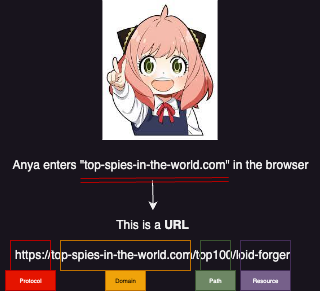 Anya enters "top-spies-in-the-world.com" in the browser
This is a URL
https://top-spies-in-the-world.com/top100/loid-forger
Protocol Domain Path Resource